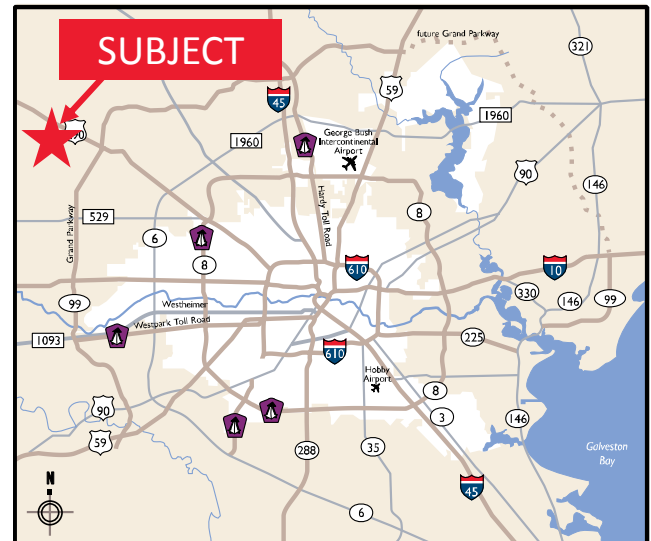 SUBJECT
future Grand Parkway
321
59
45
90
1960
1960
George Bush
Intercontinental
Airport
90
146
Hardy Toll Road
529
Grand Parkway
8
6
8
610
10
330
146
99
99
Westheimer
Westpark Toll Road
1093
225
610
Hobby
Airport
90
8
3
146
59
288
35
Galveston
Bay
45
N
6